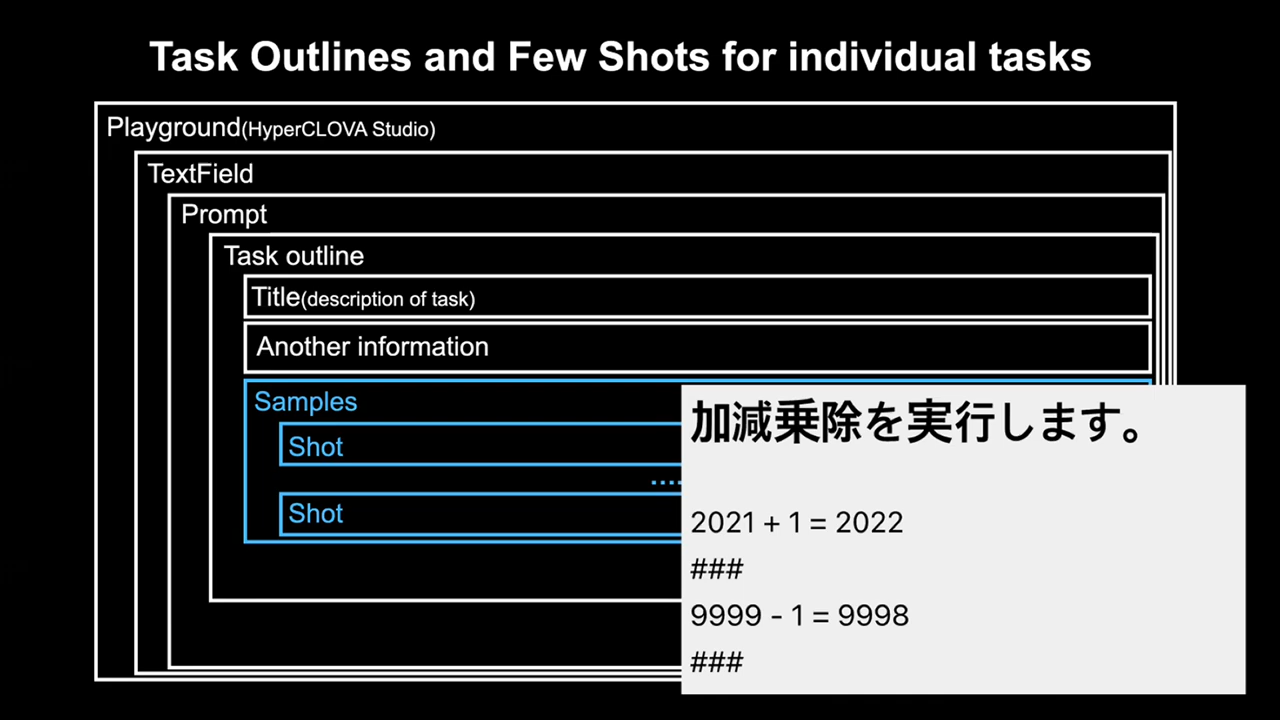 Task Outlines and Few Shots for individual tasks
Playground(HyperCLOVA Studio)
TextField
Prompt
Task outline
Title(description of task)
Another information
Samples
Shot
....
Shot
加減乗除を実行します。
2021 + 1 = 2022
###
9999 - 1 = 9998
###